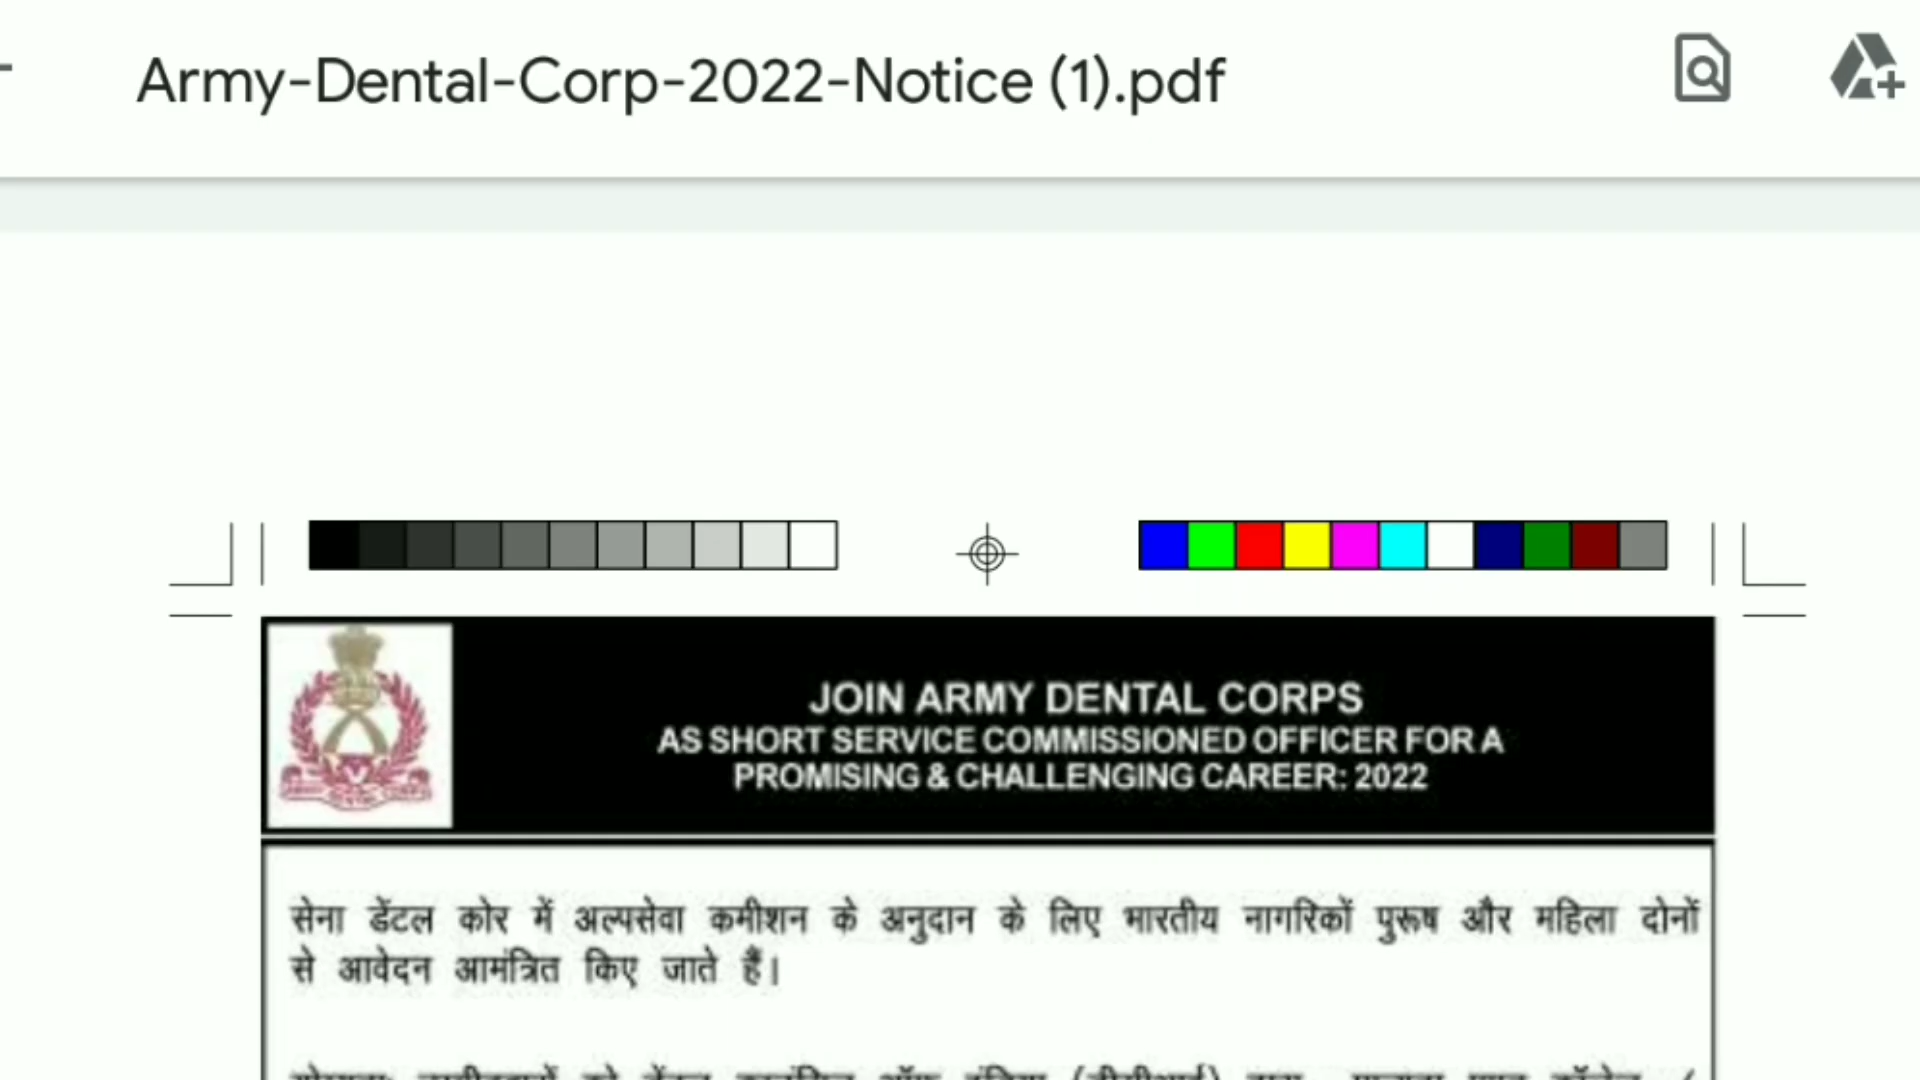 Army-Dental-Corp-2022-Notice (1).pdf
JOIN ARMY DENTAL CORPS
AS SHORT SERVICE COMMISSIONED OFFICER FOR A
PROMISING & CHALLENGING CAREER: 2022
सेना डेंटल कोर में अल्पसेवा कमीशन के अनुदान के लिए भारतीय नागरिकों पुरूष और महिला दोनों
से आवेदन आमंत्रित किए जाते हैं।